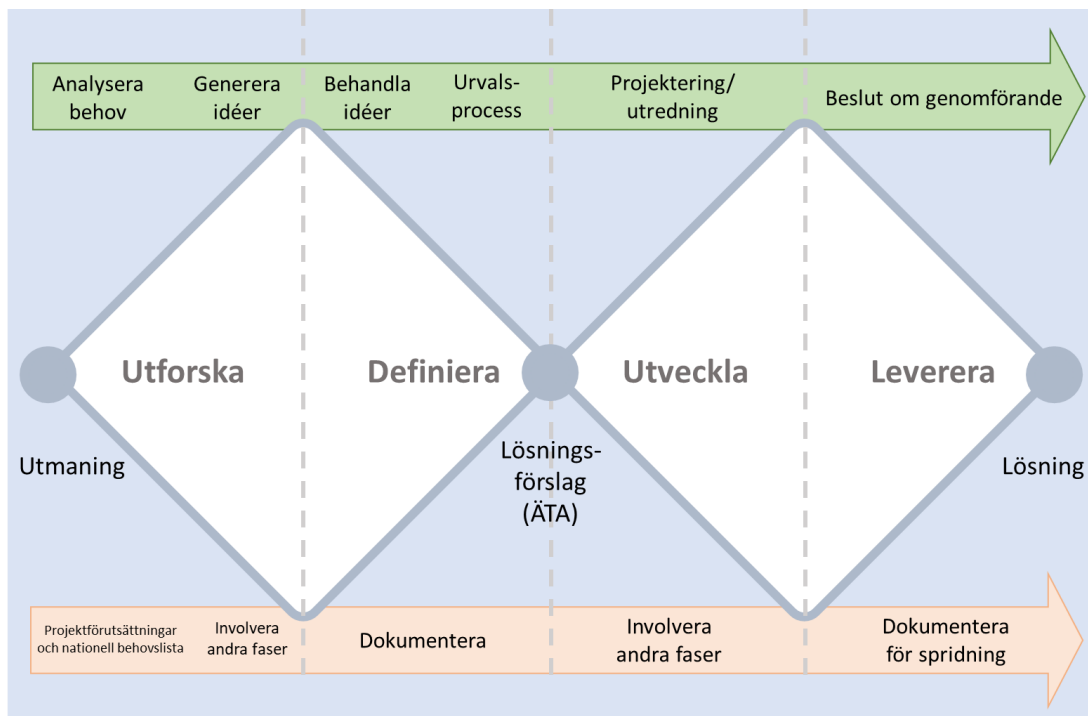 Analysera
behov
Generera
idéer
Behandla
idéer
Urvals-
process
Projektering/
utredning
Beslut om genomförande
Utforska
Definiera
Utveckla
Leverera
Utmaning
Lösnings-
förslag
(ÄTA)
Lösning
Projektförutsättningar
och nationell behovslista
Involvera
andra faser
Dokumentera
Involvera
andra faser
Dokumentera
för spridning